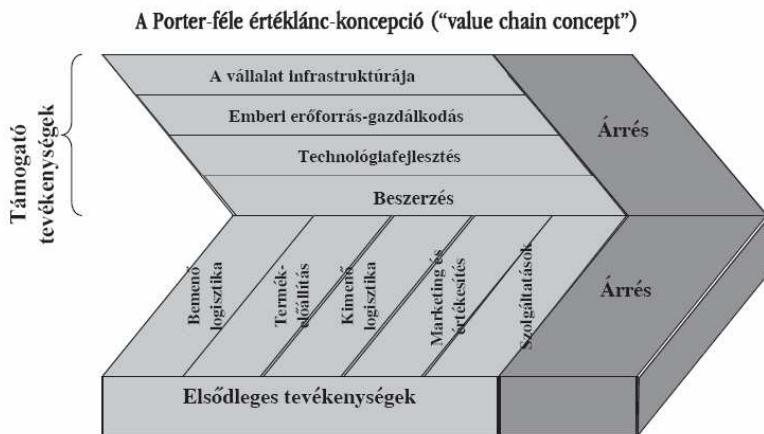 A Porter-féle értéklánc-koncepció (“value chain concept”)
Támogató
tevékenységek
A vállalat infrastruktúrája
Emberi erőforrás-gazdálkodás
Technológiafejlesztés
Beszerzés
Árrés
Bemenő
logisztika
Termék-
előállítás
Kimenő
logisztika
Marketing és
értékesítés
Szolgáltatások
Árrés
Elsődleges tevékenységek